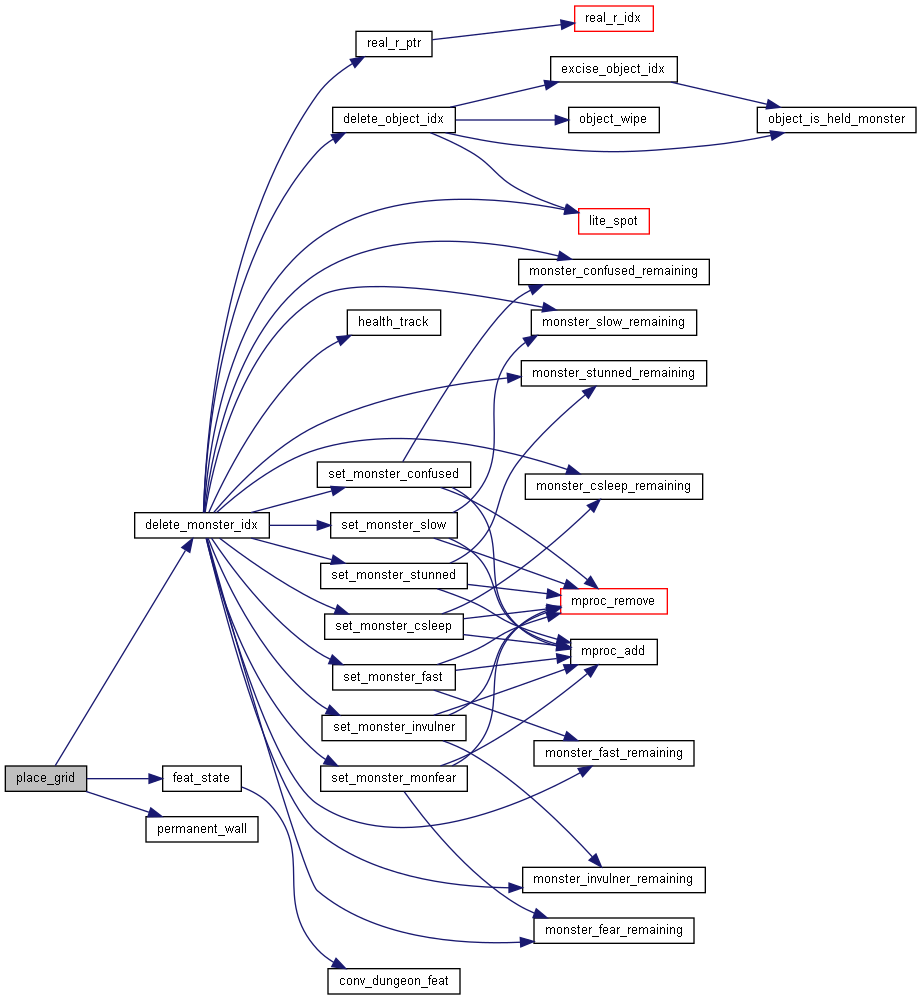 real_r_idx
real_r_ptr
excise_object_idx
delete_object_idx
object_wipe
object_is_held_monster
lite_spot
monster_confused_remaining
health_track
monster_slow_remaining
monster_stunned_remaining
set_monster_confused
monster_csleep_remaining
delete_monster_idx
set_monster_slow
set_monster_stunned
mproc_remove
set_monster_csleep
mproc_add
set_monster_fast
set_monster_invulner
monster_fast_remaining
place_grid
feat_state
set_monster_monfear
permanent_wall
monster_invulner_remaining
monster_fear_remaining
conv_dungeon_feat